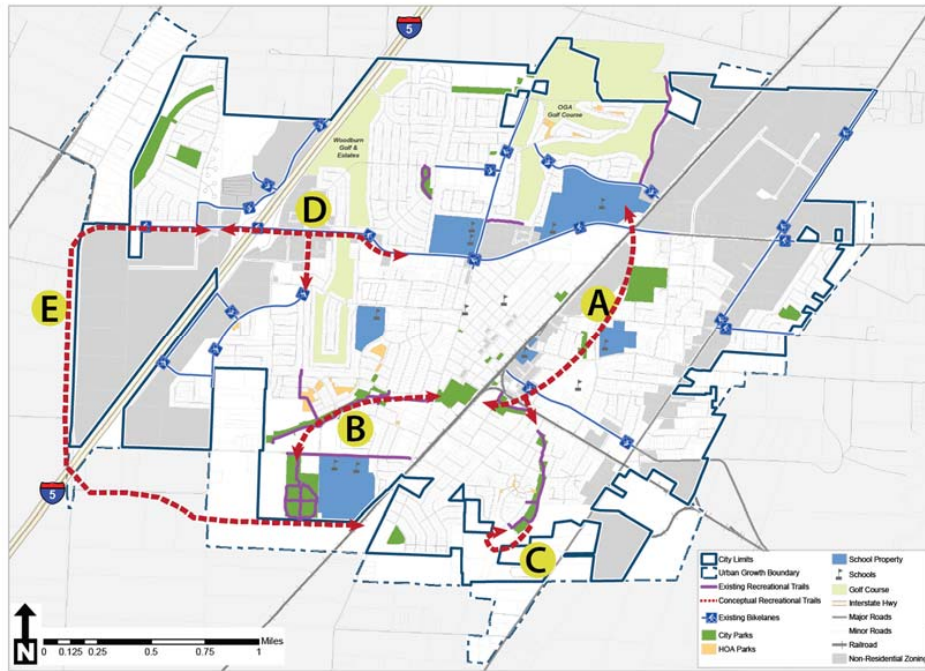 5
OGA
Golf Course
Woodburn
Golf &
Estates
D
E
A
B
5
C
N
0 0.125 0.25 0.5 0.75 1 Miles
City Limits
Urban Growth Boundary
Existing Recreational Trails
Conceptual Recreational Trails
Existing Bikelanes
City Parks
HOA Parks
School Property
Schools
Golf Course
Interstate Hwy
Major Roads
Minor Roads
Railroad
Non-Residential Zoning